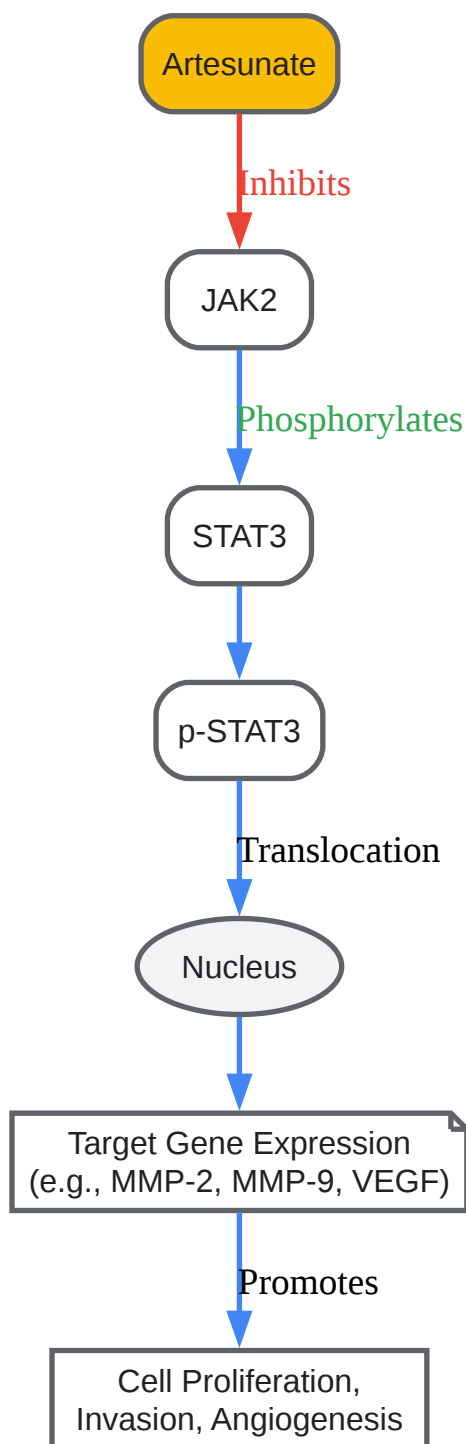 Artesunate
Inhibits
JAK2
Phosphorylates
STAT3
p-STAT3
Translocation
Nucleus
Target Gene Expression
(e.g., MMP-2, MMP-9, VEGF)
Promotes
Cell Proliferation,
Invasion, Angiogenesis